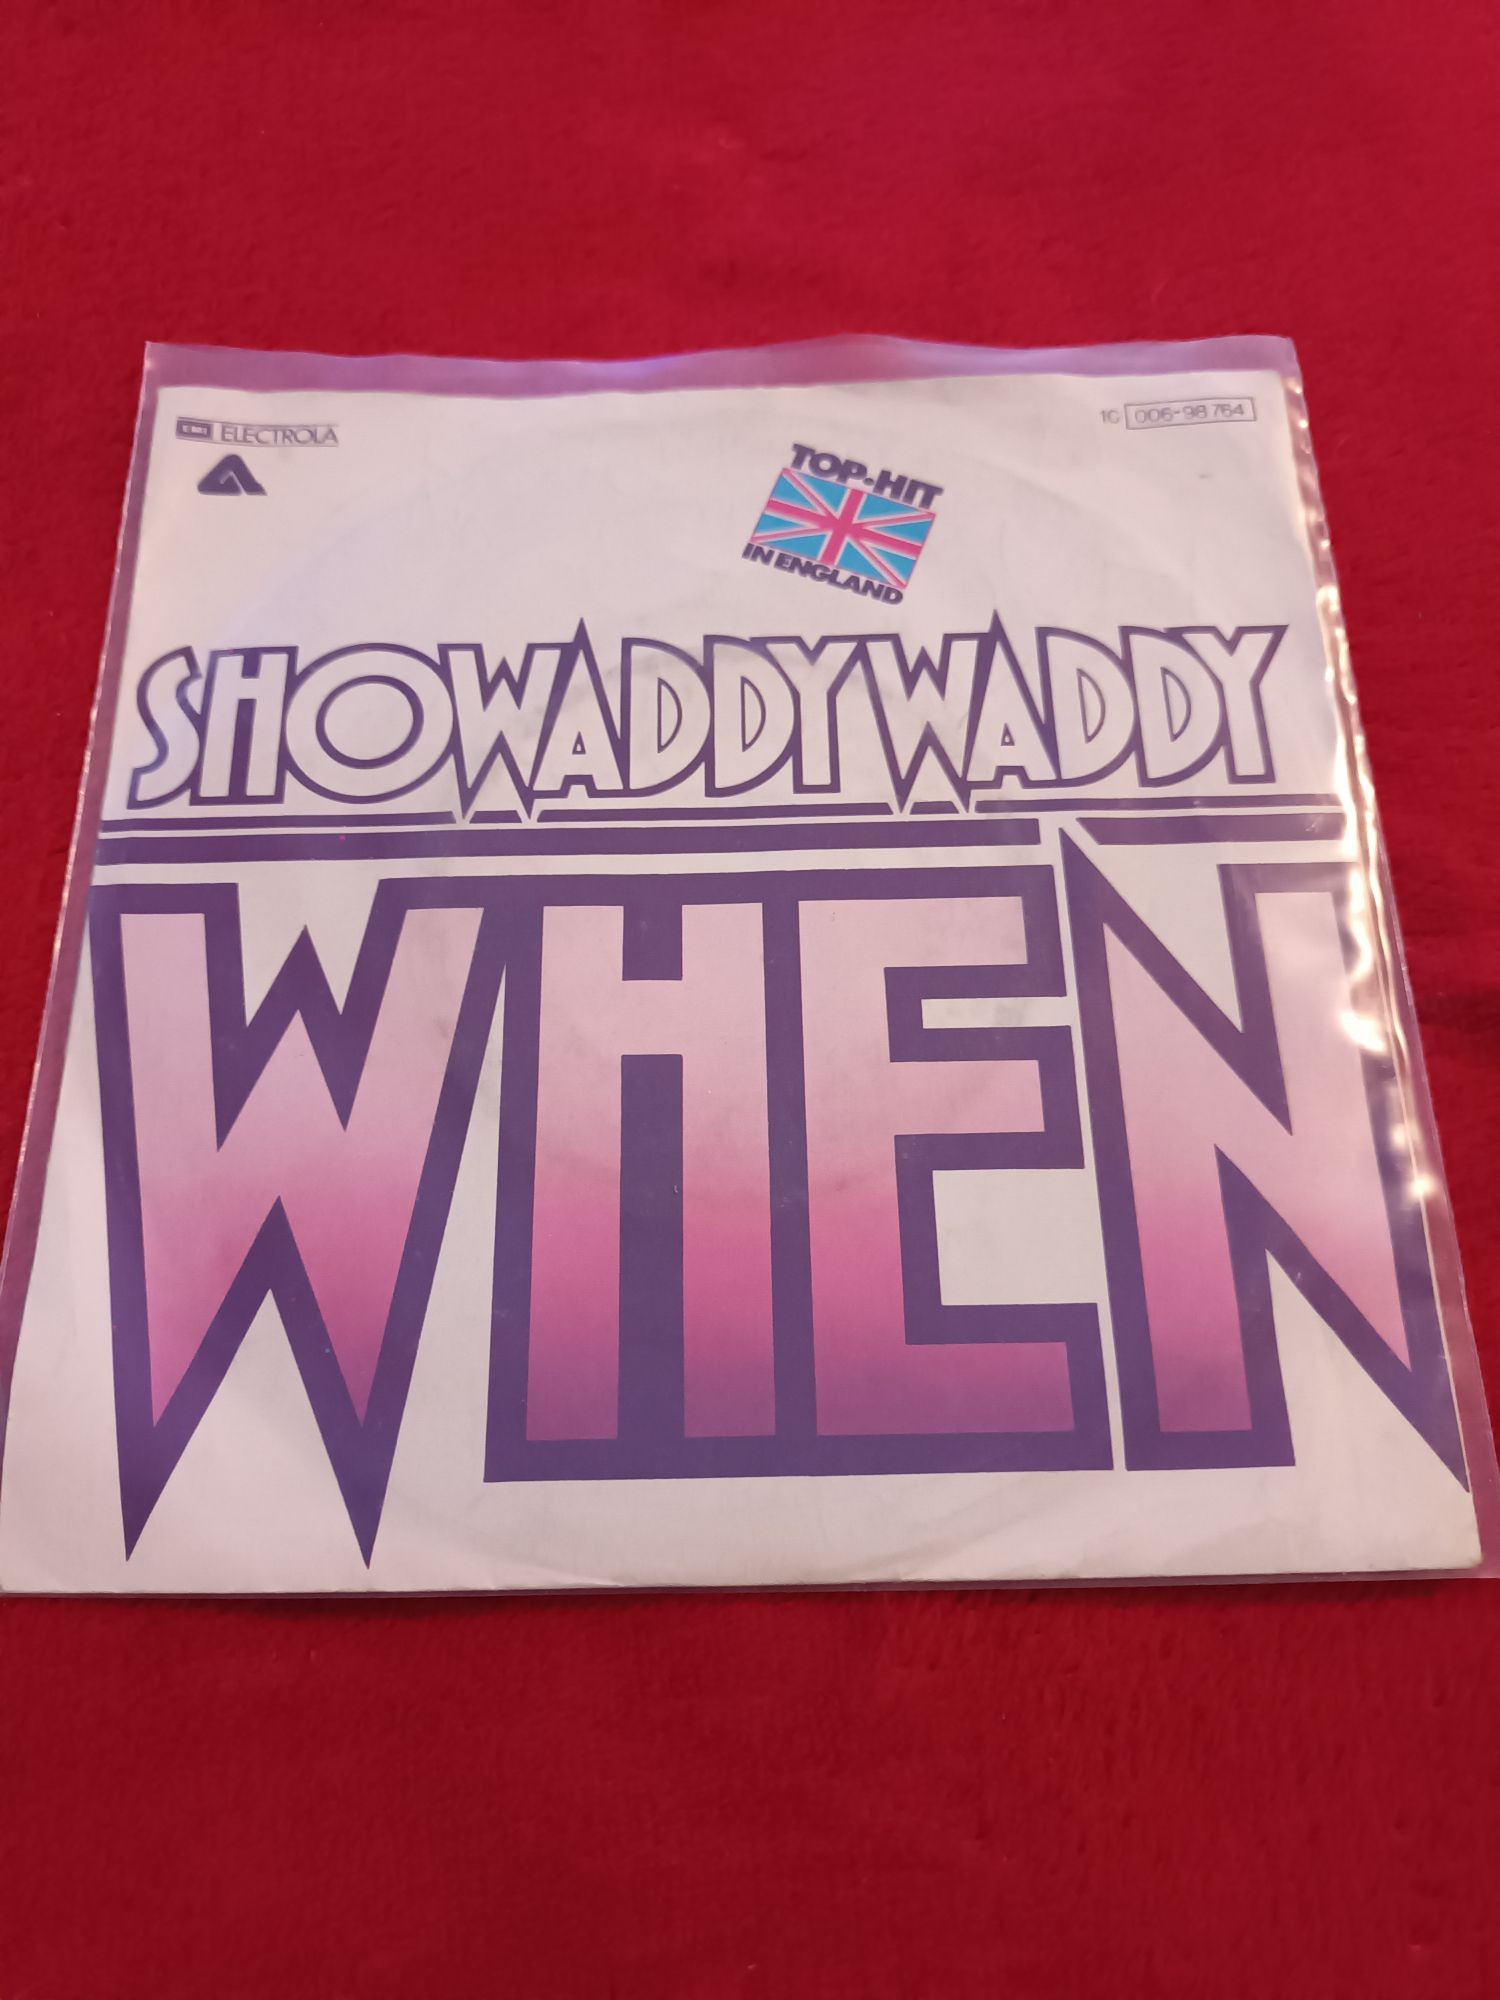 EMI ELECTROLA
1C 006-98 764
TOP-HIT
IN ENGLAND
SHOWADDYWADDY
WHEN